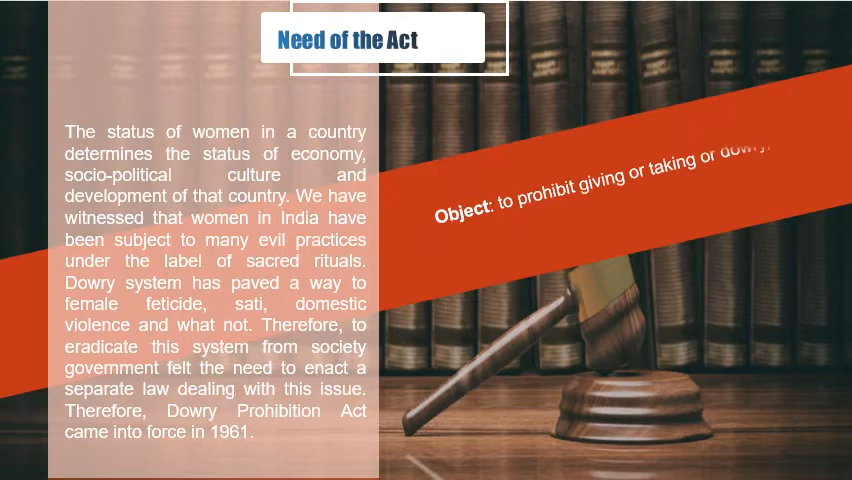 Need of the Act
The status of women in a country
determines the status of economy,
socio-political culture and
development of that country. We have
witnessed that women in India have
been subject to many evil practices
under the label of sacred rituals.
Dowry system has paved a way to
female feticide, sati, domestic
violence and what not. Therefore, to
eradicate this system from society
government felt the need to enact a
separate law dealing with this issue.
Therefore, Dowry Prohibition Act
came into force in 1961.
Object: to prohibit giving or taking or dowry.